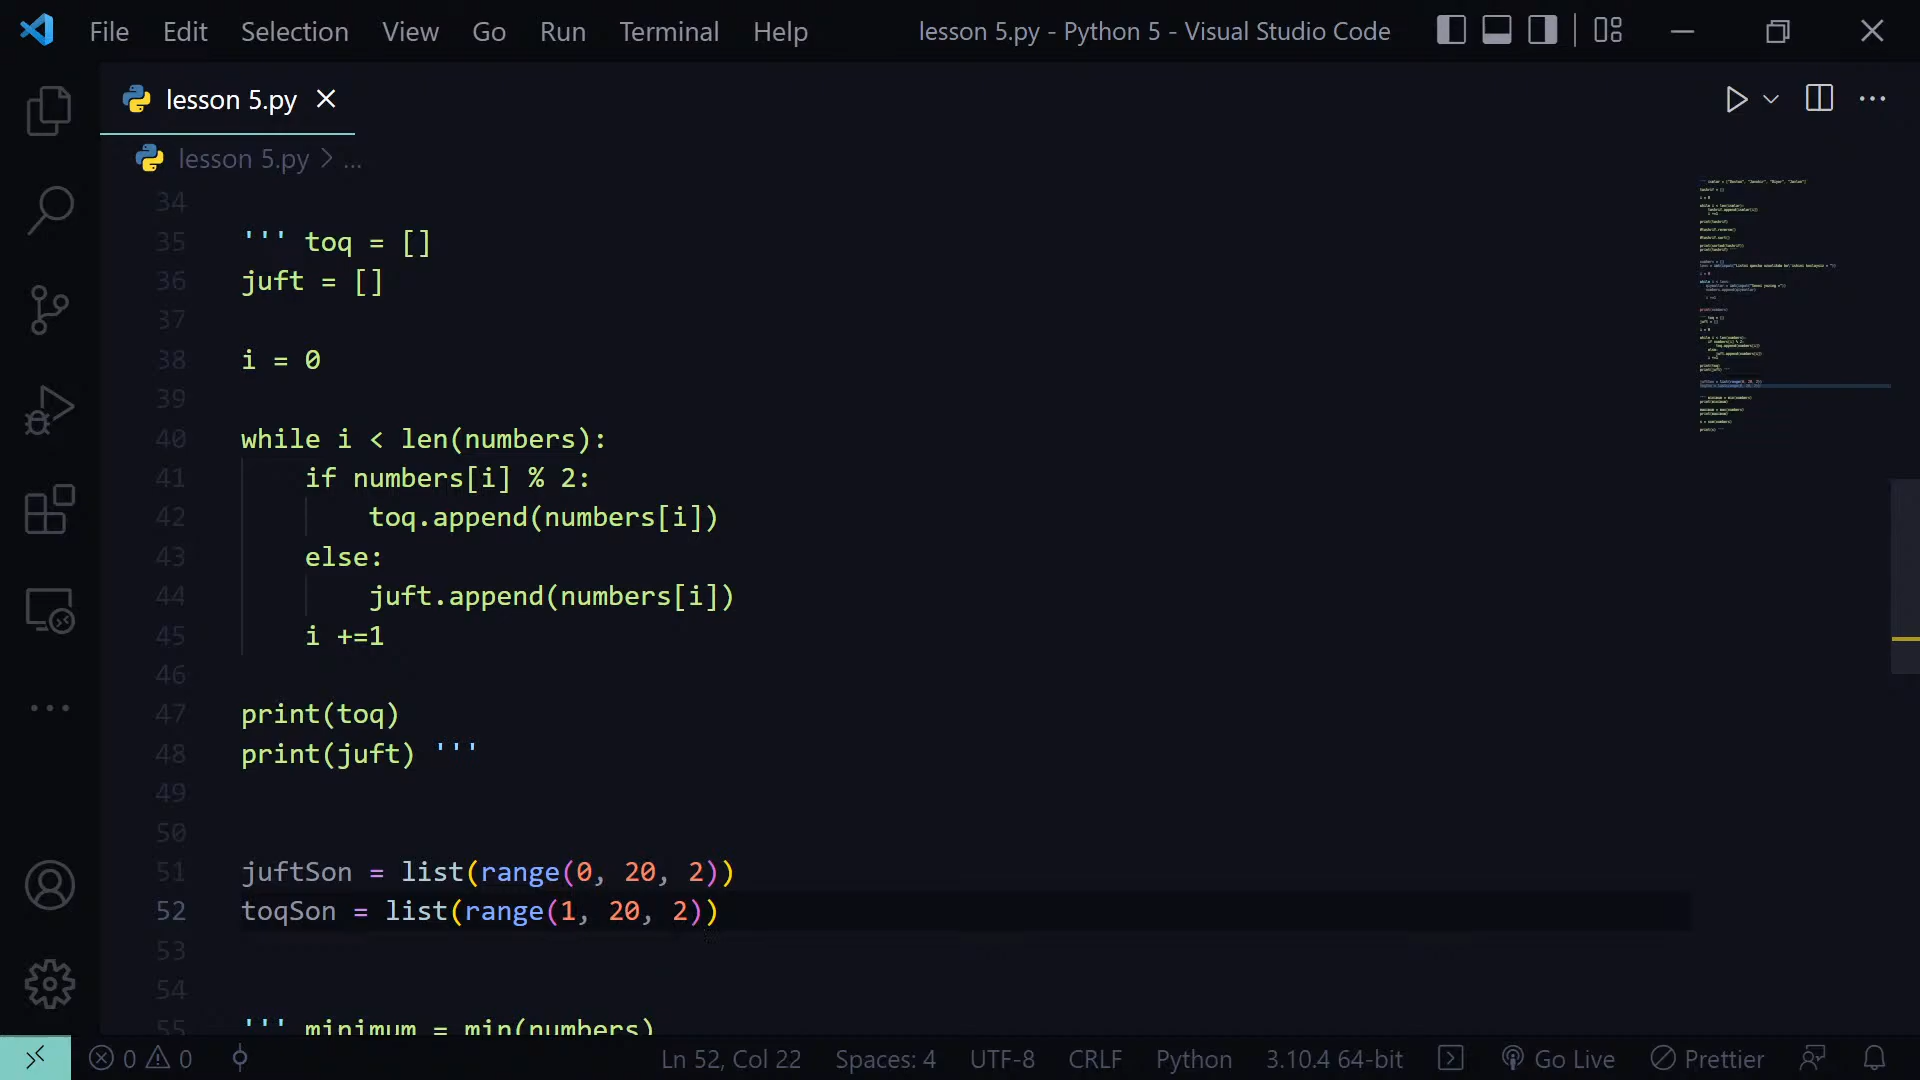 File Edit Selection View Go Run Terminal Help lesson 5.py - Python 5 - Visual Studio Code
lesson 5.py
lesson 5.py > ...
34
35 ''' toq = []
36 juft = []
37
38 i = 0
39
40 while i < len(numbers):
41 if numbers[i] % 2:
42 toq.append(numbers[i])
43 else:
44 juft.append(numbers[i])
45 i +=1
46
47 print(toq)
48 print(juft) '''
49
50
51 juftSon = list(range(0, 20, 2))
52 toqSon = list(range(1, 20, 2))
53
54
55 ''' minimum = min(numbers)
0 0 Ln 52, Col 22 Spaces: 4 UTF-8 CRLF Python 3.10.4 64-bit Go Live Prettier